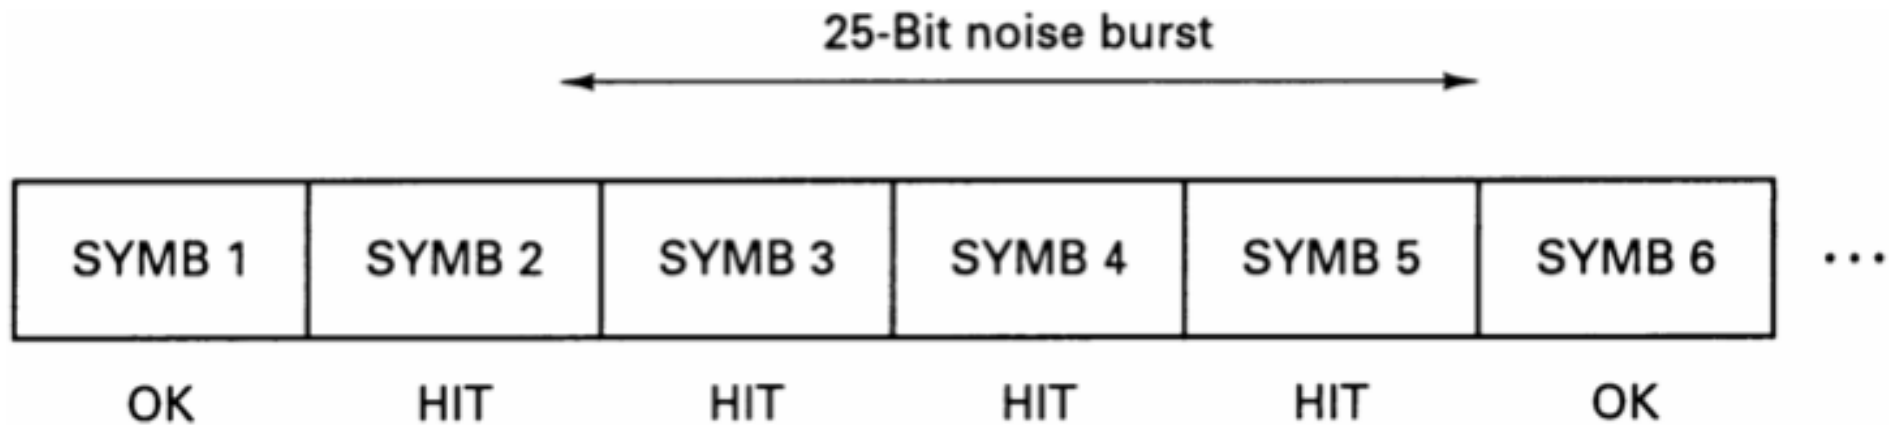 25-Bit noise burst
SYMB 1 SYMB 2 SYMB 3 SYMB 4 SYMB 5 SYMB 6 ...
OK HIT HIT HIT HIT OK